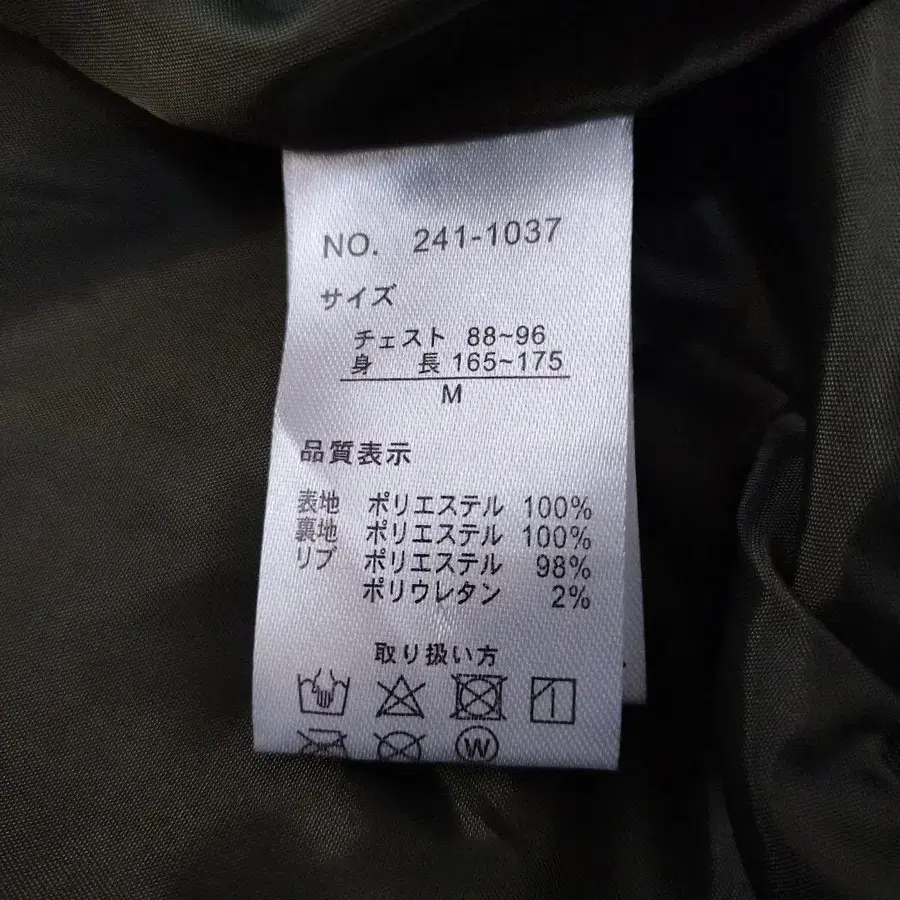 NO. 241-1037
サイズ
チェスト 88~96
身 長 165~175
M
品質表示
表地 ポリエステル 100%
裏地 ポリエステル 100%
リブ ポリエステル 98%
ポリウレタン 2%
取り扱い方
W